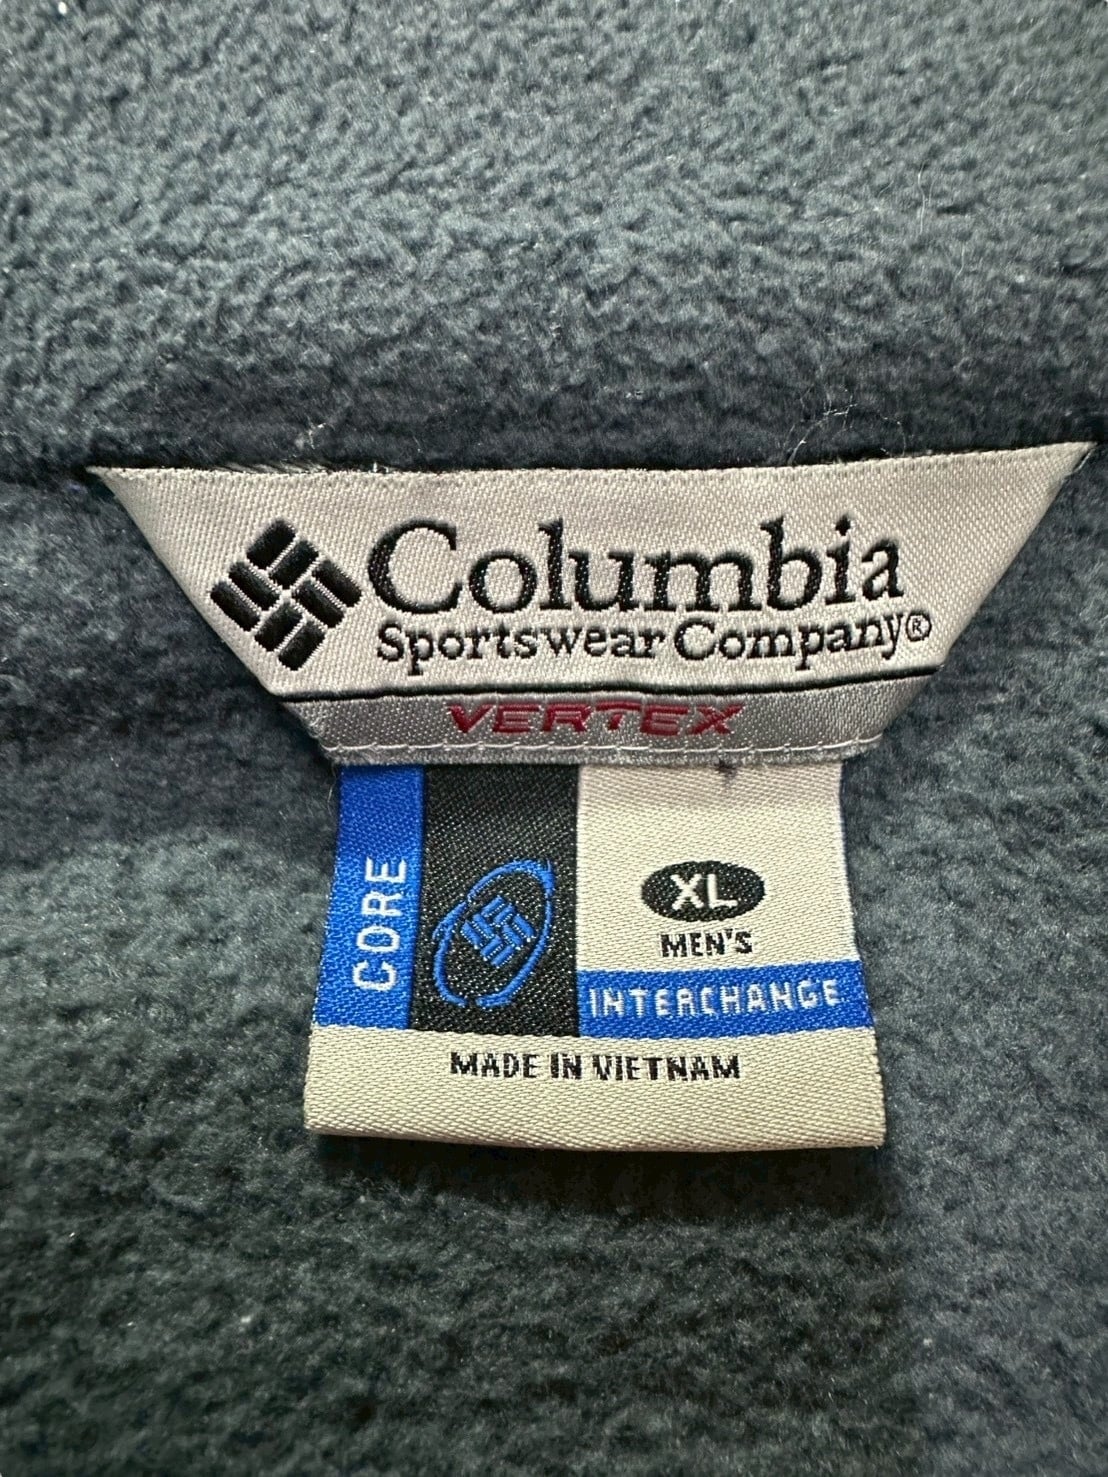 Columbia
Sportswear Company®
VERTEX
CORE
XL
MEN'S
INTERCHANGE
MADE IN VIETNAM